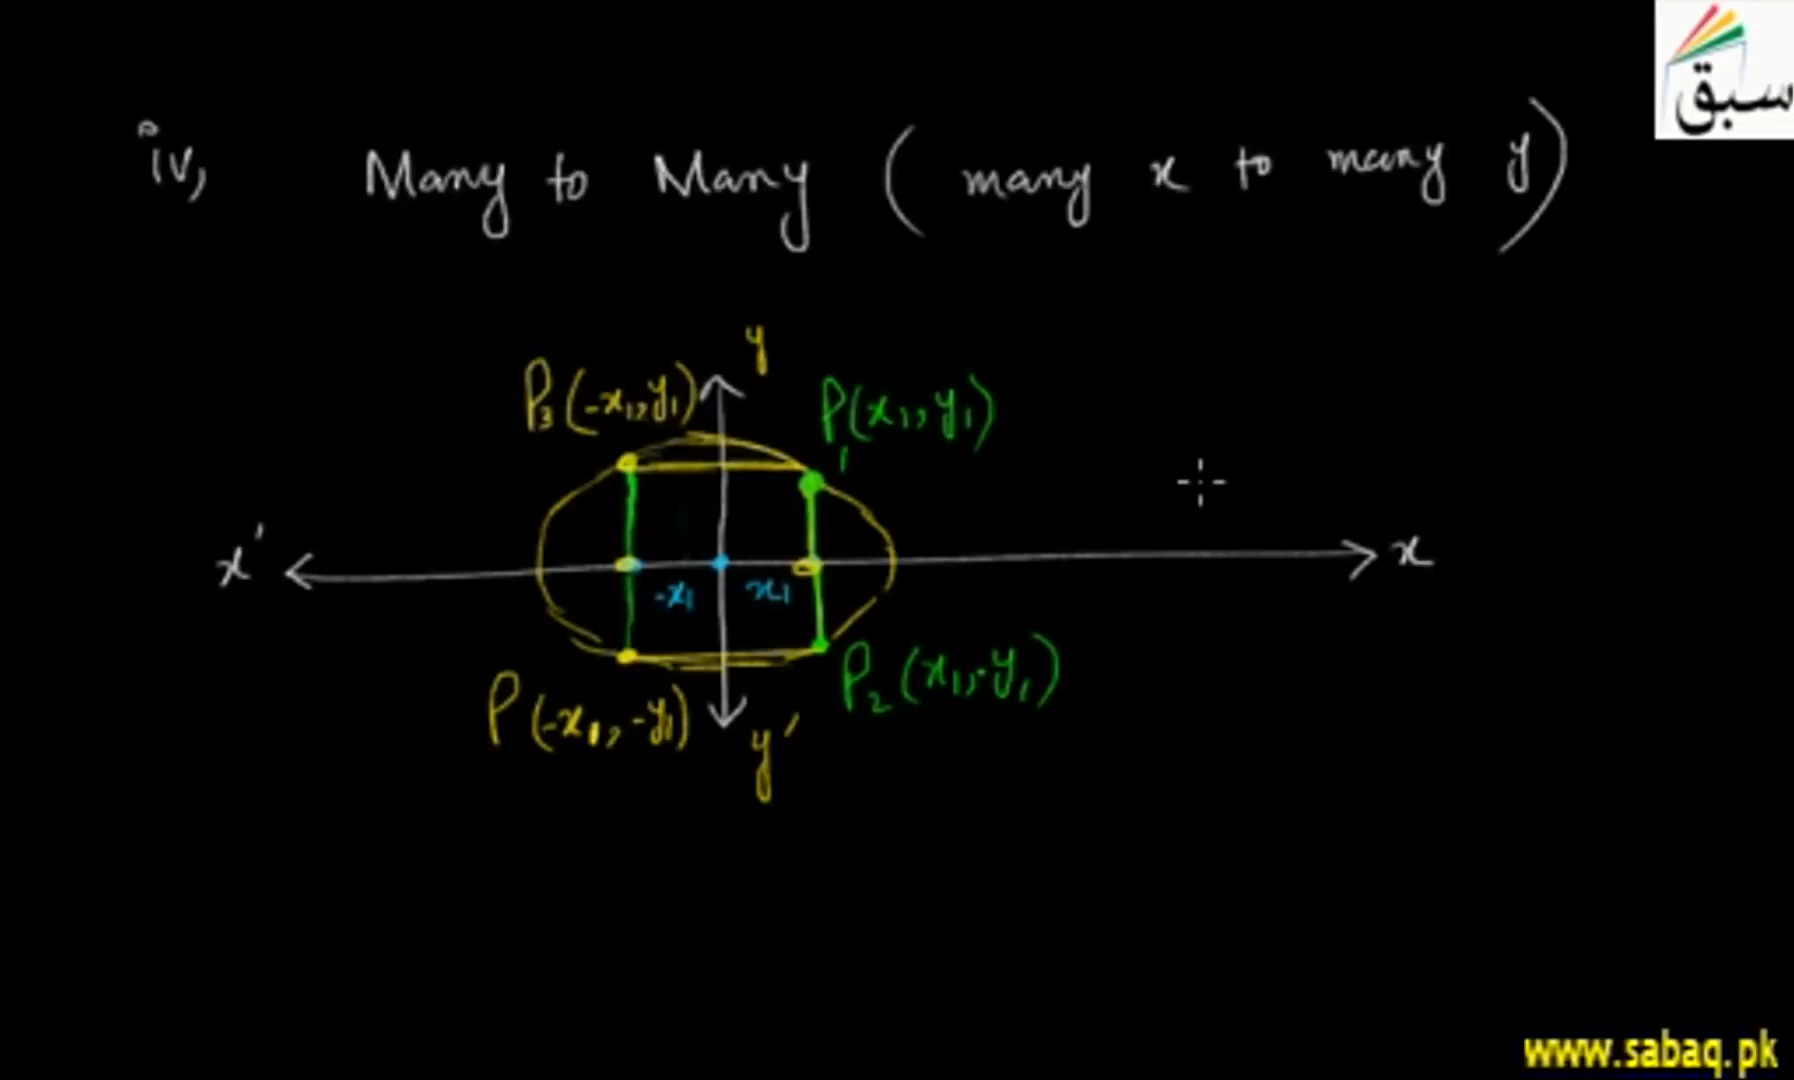 سبق
iv, Many to Many ( many x to many y )
y
P₃(-x₁, y₁) P₁(x₁, y₁)
x' x
-x₁ x₁
P(-x₁, -y₁) P₂(x₁, -y₁)
y'
www.sabaq.pk